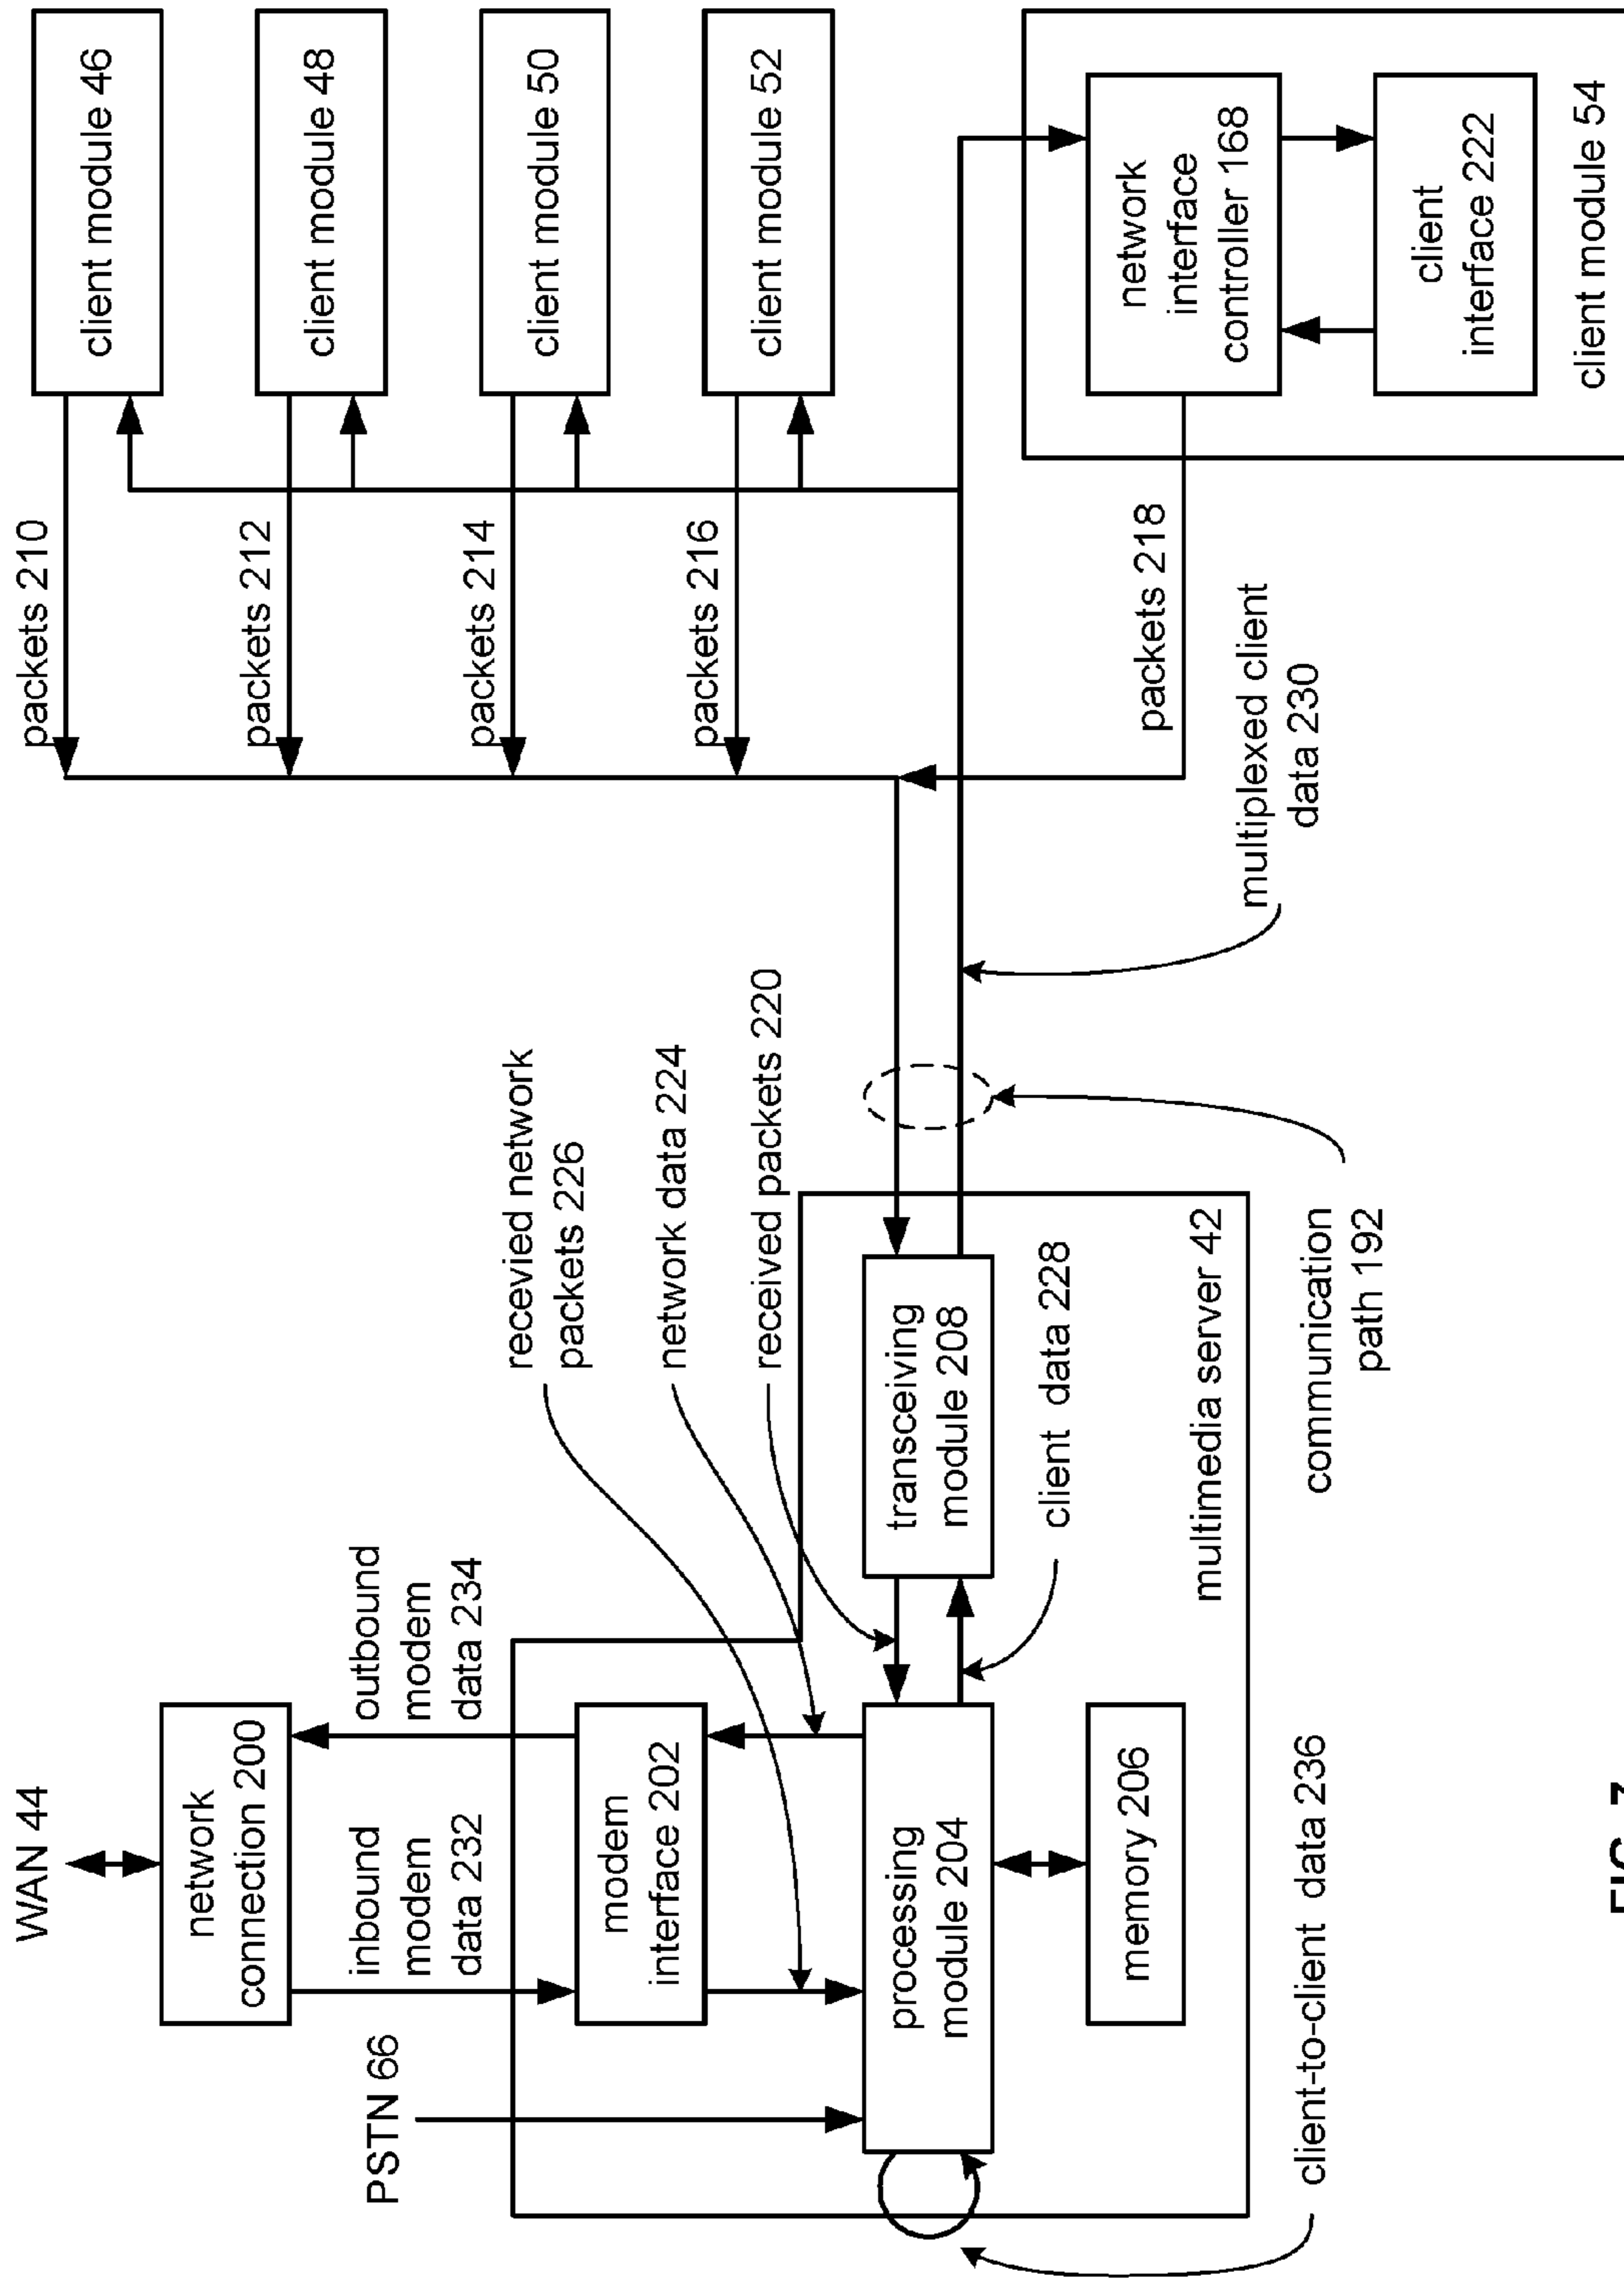 WAN 44
network
connection 200
inbound
modem
data 232
outbound
modem
data 234
PSTN 66
modem
interface 202
recevied network
packets 226
network data 224
received packets 220
processing
module 204
transceiving
module 208
client data 228
memory 206
multimedia server 42
client-to-client data 236
communication
path 192
multiplexed client
data 230
packets 210
packets 212
packets 214
packets 216
packets 218
client module 46
client module 48
client module 50
client module 52
network
interface
controller 168
client
interface 222
client module 54
FIG. 7